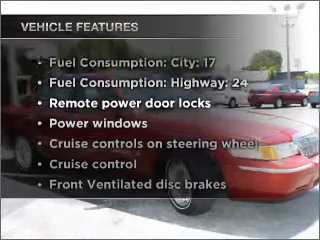 VEHICLE FEATURES
• Fuel Consumption: City: 17
• Fuel Consumption: Highway: 24
• Remote power door locks
• Power windows
• Cruise controls on steering wheel
• Cruise control
• Front Ventilated disc brakes